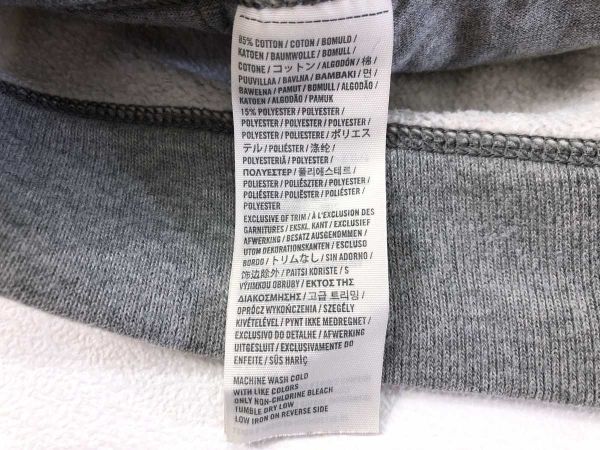 85% COTTON / COTON / BOMULD /
KATOEN / BAUMWOLLE / BOMULL /
COTONE / コットン / ALGODÓN / 棉 /
PUUVILLAA / BAVLNA / ΒΑΜΒΑΚΙ / 면 /
BAWEŁNA / PAMUT / BOMULL / ALGODÃO /
KATOEN / ALGODÃO / PAMUK
15% POLYESTER / POLYESTER /
POLYESTER / POLYESTER / POLYESTER /
POLYESTER / POLIESTERE / ポリエス
テル / POLIÉSTER / 涤纶 /
POLYESTERIÄ / POLYESTER /
ΠΟΛΥΕΣΤΕΡ / 폴리에스테르 /
POLIESTER / POLIÉSZTER / POLYESTER /
POLIÉSTER / POLIËSTER / POLIÉSTER /
POLYESTER
EXCLUSIVE OF TRIM / À L'EXCLUSION DES
GARNITURES / EKSKL. KANT / EXCLUSIEF
AFWERKING / BESATZ AUSGENOMMEN /
UTOM DEKORATIONSKANTEN / ESCLUSO
BORDO / トリムなし / SIN ADORNO /
饰边除外 / PAITSI KORISTE / S
VÝJIMKOU OBRUBY / ΕΚΤΟΣ ΤΗΣ
ΔΙΑΚΟΣΜΗΣΗΣ / 고급 트리밍 /
OPRÓCZ WYKOŃCZENIA / SZEGÉLY
KIVÉTELÉVEL / PYNT IKKE MEDREGNET /
EXCLUSIVO DO DETALHE / AFWERKING
UITGESLUIT / EXCLUSIVAMENTE DO
ENFEITE / SÜS HARİÇ
MACHINE WASH COLD
WITH LIKE COLORS
ONLY NON-CHLORINE BLEACH
TUMBLE DRY LOW
LOW IRON ON REVERSE SIDE